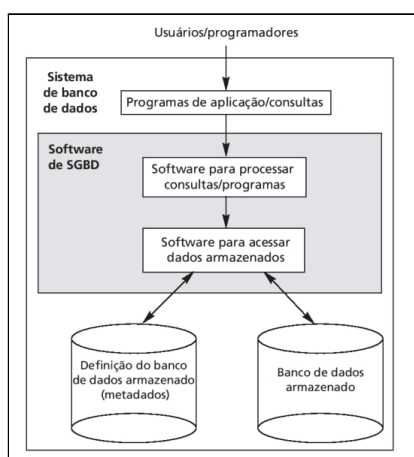 Usuários/programadores
Sistema
de banco
de dados
Programas de aplicação/consultas
Software
de SGBD
Software para processar
consultas/programas
Software para acessar
dados armazenados
Definição do banco
de dados armazenado
(metadados)
Banco de dados
armazenado